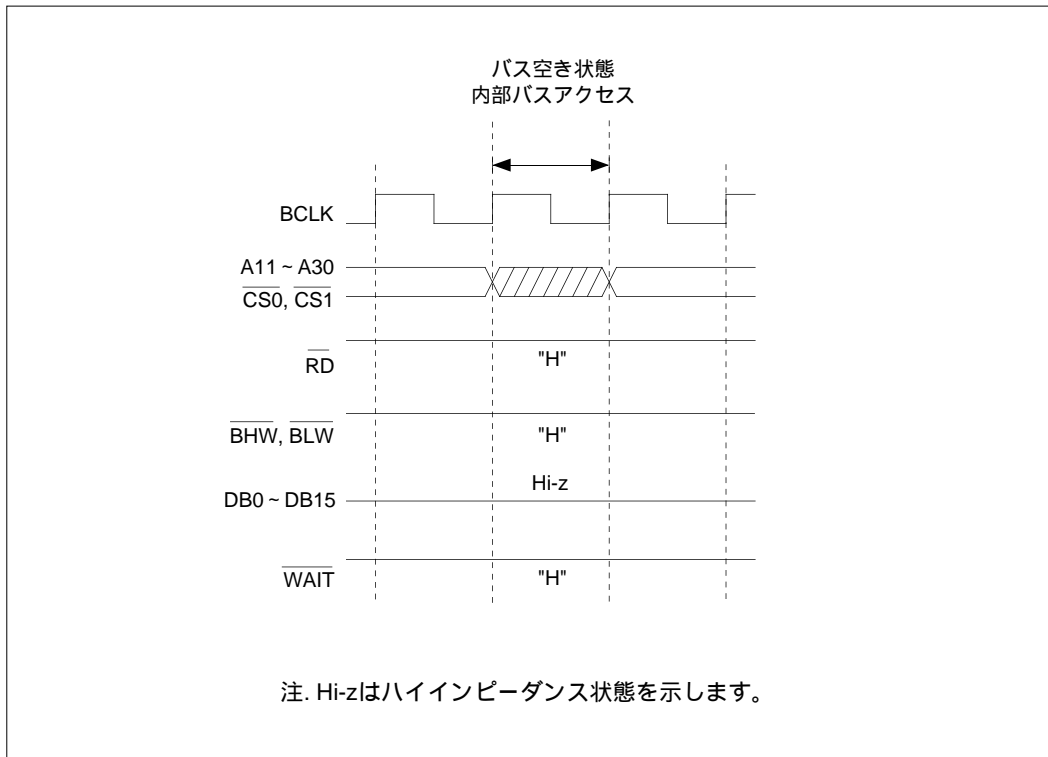 バス空き状態
内部バスアクセス
BCLK
A11 ~ A30
CS0, CS1
RD
"H"
BHW, BLW
"H"
Hi-z
DB0 ~ DB15
WAIT
"H"
注. Hi-zはハイインピーダンス状態を示します。